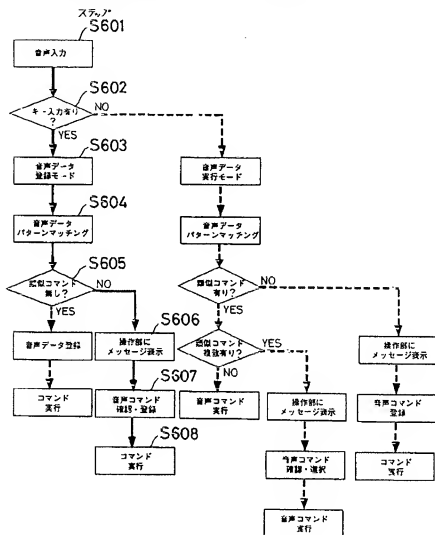 ステップ
S601
音声入力
S602
キー入力有り
?
NO
YES
S603
音声データ
登録モード
音声データ
実行モード
S604
音声データ
パターンマッチング
音声データ
パターンマッチング
S605
類似コマンド
無し?
NO
YES
類似コマンド
有り?
NO
YES
音声データ登録
S606
操作部に
メッセージ表示
類似コマンド
複数有り?
YES
NO
操作部に
メッセージ表示
コマンド
実行
S607
音声コマンド
確認・登録
音声コマンド
実行
操作部に
メッセージ表示
音声コマンド
登録
S608
コマンド
実行
音声コマンド
確認・選択
コマンド
実行
音声コマンド
実行